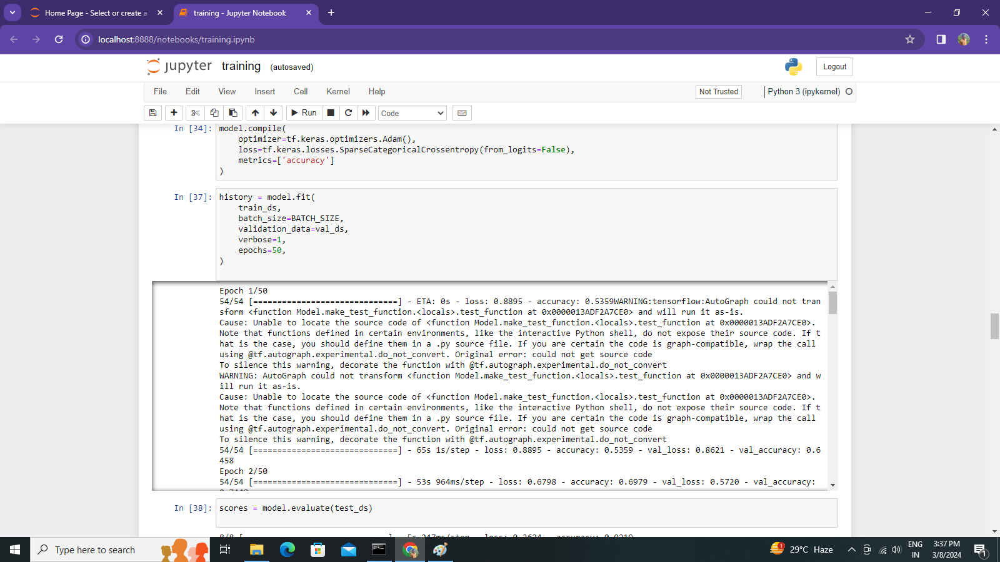 Home Page - Select or create a
training - Jupyter Notebook
localhost:8888/notebooks/training.ipynb
jupyter training (autosaved)
Logout
File Edit View Insert Cell Kernel Help
Not Trusted
Python 3 (ipykernel)
Run
Code
In [34]: model.compile(
    optimizer=tf.keras.optimizers.Adam(),
    loss=tf.keras.losses.SparseCategoricalCrossentropy(from_logits=False),
    metrics=['accuracy']
)
In [37]: history = model.fit(
    train_ds,
    batch_size=BATCH_SIZE,
    validation_data=val_ds,
    verbose=1,
    epochs=50,
)
Epoch 1/50
54/54 [==============================] - ETA: 0s - loss: 0.8895 - accuracy: 0.5359WARNING:tensorflow:AutoGraph could not tran
sform <function Model.make_test_function.<locals>.test_function at 0x0000013ADF2A7CE0> and will run it as-is.
Cause: Unable to locate the source code of <function Model.make_test_function.<locals>.test_function at 0x0000013ADF2A7CE0>.
Note that functions defined in certain environments, like the interactive Python shell, do not expose their source code. If t
hat is the case, you should define them in a .py source file. If you are certain the code is graph-compatible, wrap the call
using @tf.autograph.experimental.do_not_convert. Original error: could not get source code
To silence this warning, decorate the function with @tf.autograph.experimental.do_not_convert
WARNING: AutoGraph could not transform <function Model.make_test_function.<locals>.test_function at 0x0000013ADF2A7CE0> and w
ill run it as-is.
Cause: Unable to locate the source code of <function Model.make_test_function.<locals>.test_function at 0x0000013ADF2A7CE0>.
Note that functions defined in certain environments, like the interactive Python shell, do not expose their source code. If t
hat is the case, you should define them in a .py source file. If you are certain the code is graph-compatible, wrap the call
using @tf.autograph.experimental.do_not_convert. Original error: could not get source code
To silence this warning, decorate the function with @tf.autograph.experimental.do_not_convert
54/54 [==============================] - 65s 1s/step - loss: 0.8895 - accuracy: 0.5359 - val_loss: 0.8621 - val_accuracy: 0.6
458
Epoch 2/50
54/54 [==============================] - 53s 964ms/step - loss: 0.6798 - accuracy: 0.6979 - val_loss: 0.5720 - val_accuracy:
In [38]: scores = model.evaluate(test_ds)
Type here to search
1
29°C Haze
ENG
IN
3:37 PM
3/8/2024
1